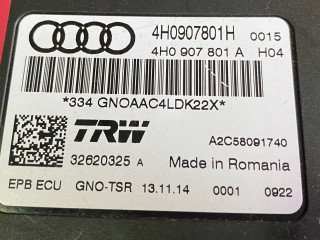 4H0907801H 0015
4H0 907 801 A H04
*334 GNOAAC4LDK22X*
TRW A2C58091740
32620325 A Made in Romania
EPB ECU GNO-TSR 13.11.14 0001 0922